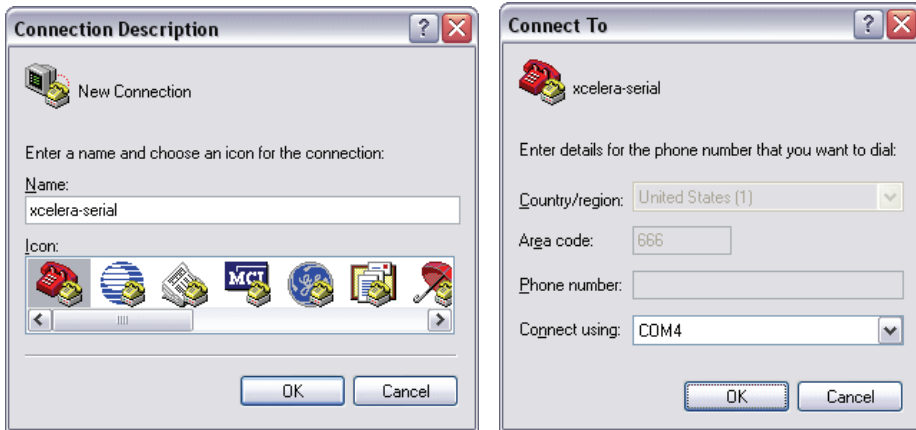 Connection Description
New Connection
Enter a name and choose an icon for the connection:
Name:
xcelera-serial
Icon:
MCI
OK Cancel
Connect To
xcelera-serial
Enter details for the phone number that you want to dial:
Country/region: United States (1)
Area code: 666
Phone number:
Connect using: COM4
OK Cancel